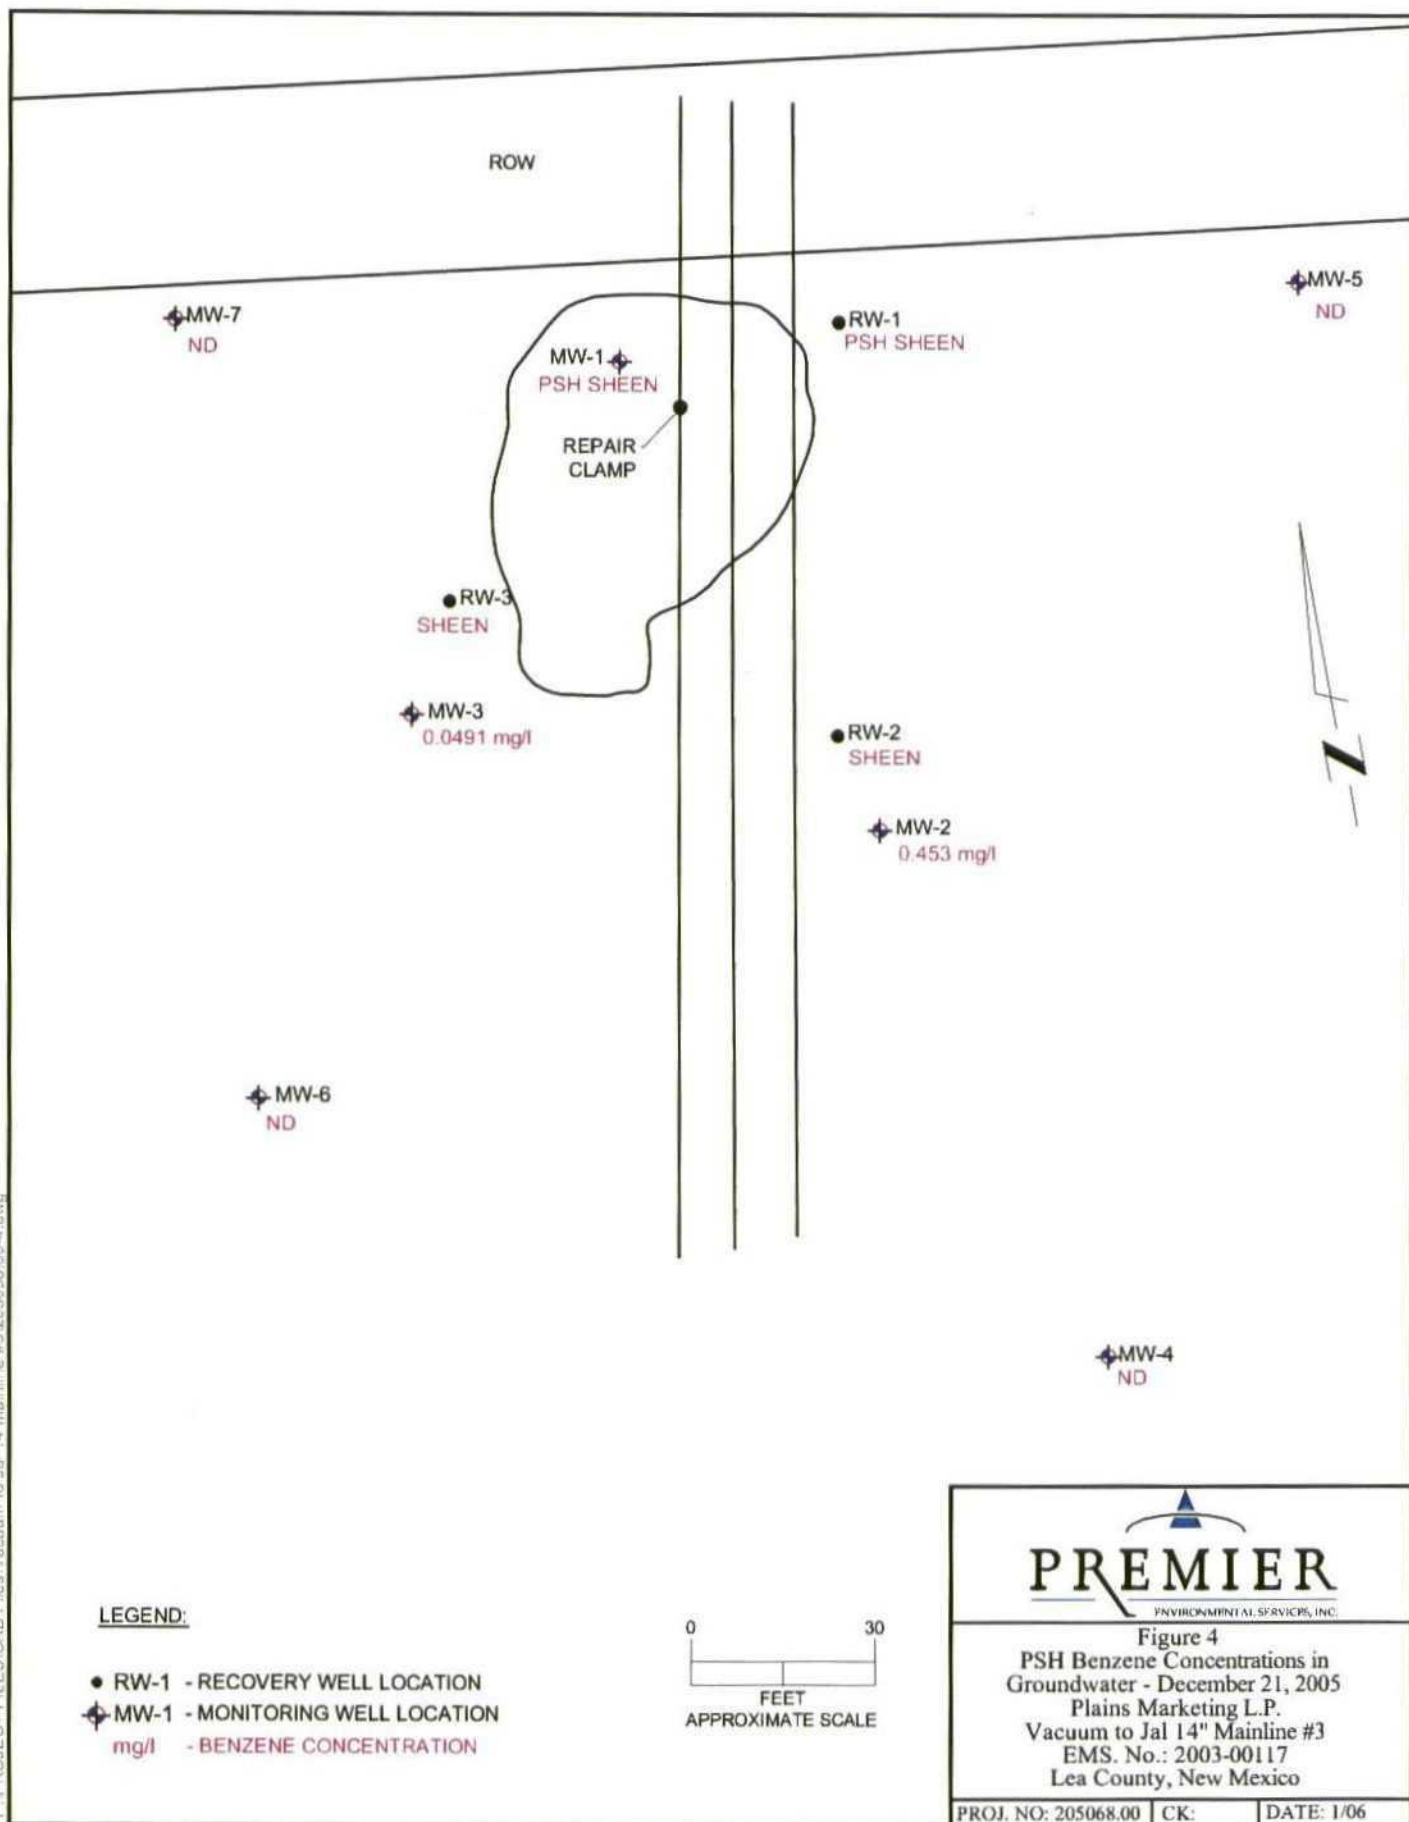 ROW
MW-5
ND
MW-7
ND
RW-1
PSH SHEEN
MW-1
PSH SHEEN
REPAIR
CLAMP
RW-3
SHEEN
MW-3
0.0491 mg/l
RW-2
SHEEN
N
MW-2
0.453 mg/l
MW-6
ND
MW-4
ND
LEGEND:
RW-1 - RECOVERY WELL LOCATION
MW-1 - MONITORING WELL LOCATION
mg/l - BENZENE CONCENTRATION
0 30
FEET
APPROXIMATE SCALE
PREMIER
ENVIRONMENTAL SERVICES, INC.
Figure 4
PSH Benzene Concentrations in
Groundwater - December 21, 2005
Plains Marketing L.P.
Vacuum to Jal 14" Mainline #3
EMS. No.: 2003-00117
Lea County, New Mexico
PROJ. NO: 205068.00 CK: DATE: 1/06